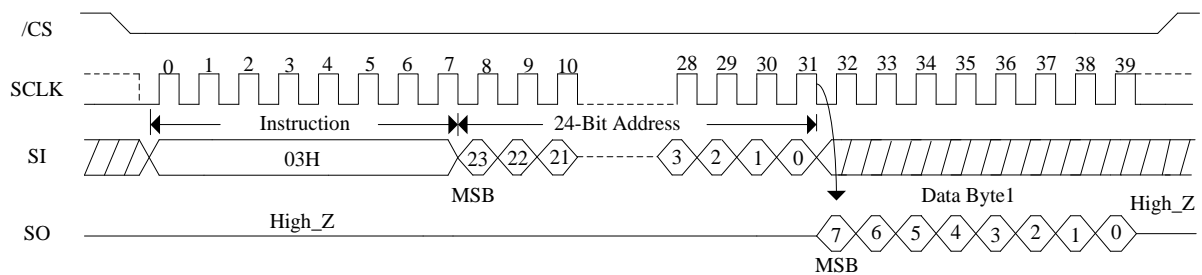 /CS
0 1 2 3 4 5 6 7 8 9 10 28 29 30 31 32 33 34 35 36 37 38 39
SCLK
Instruction 24-Bit Address
SI 03H 23 22 21 3 2 1 0
MSB Data Byte1 High_Z
High_Z
SO 7 6 5 4 3 2 1 0
MSB